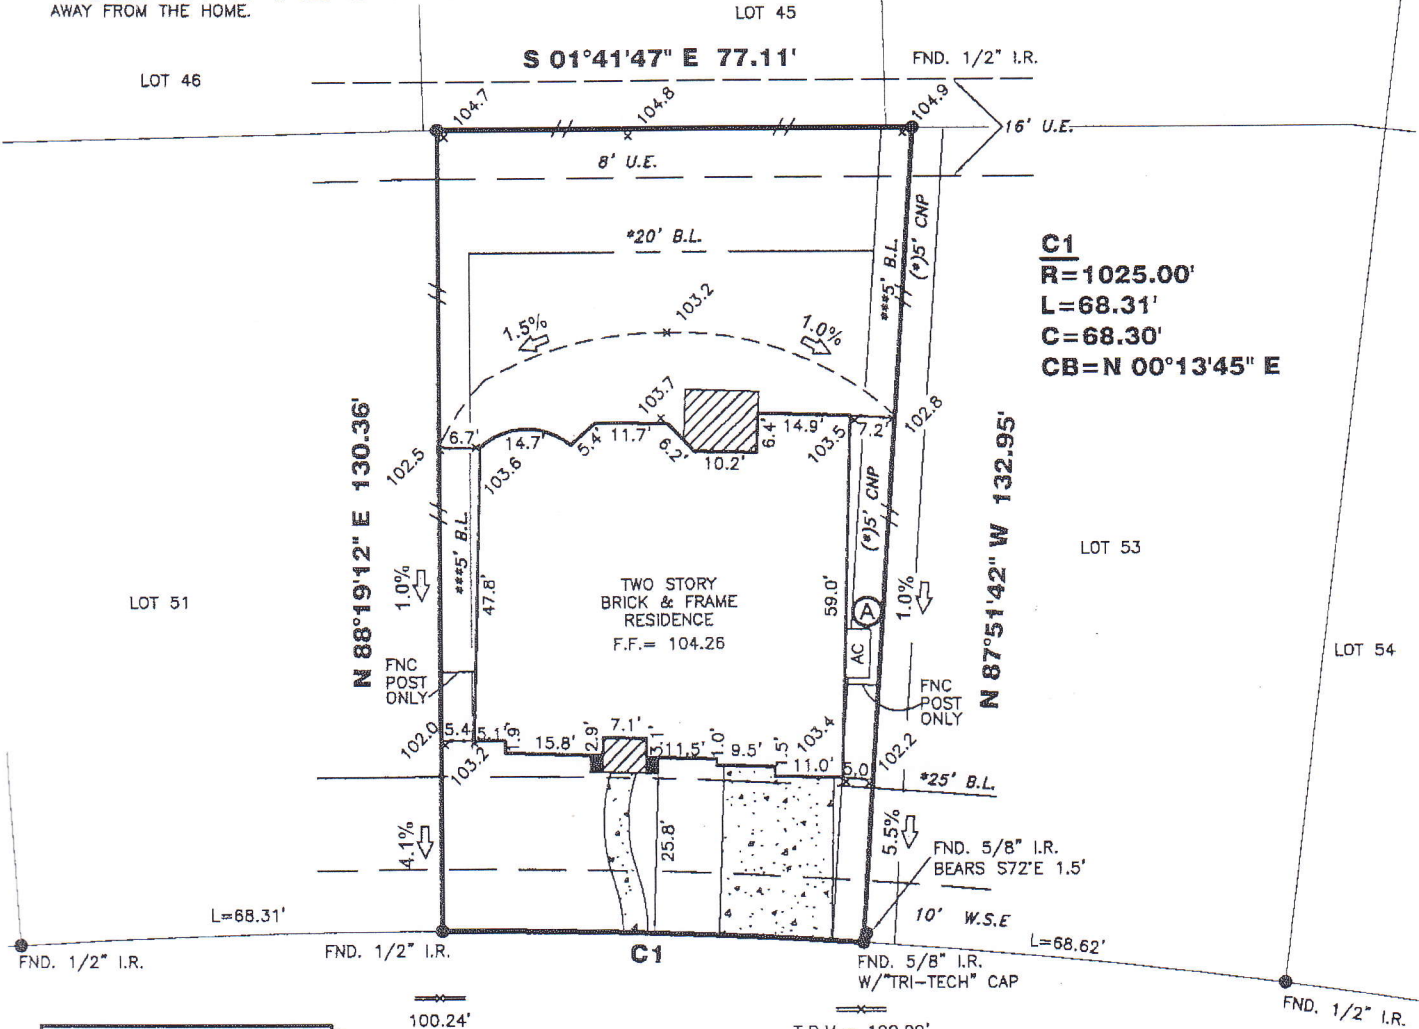 AWAY FROM THE HOME.
LOT 45
S 01°41'47" E 77.11'
FND. 1/2" I.R.
LOT 46
104.7
104.8
104.9
16' U.E.
8' U.E.
*20' B.L.
***5' B.L.
(*)5' CNP
C1
R=1025.00'
L=68.31'
C=68.30'
CB=N 00°13'45" E
103.2
1.5%
1.0%
103.7
102.8
6.7'
14.7'
5.4'
11.7'
6.2'
10.2'
6.4'
14.9'
103.5
7.2'
102.5
103.6
N 88°19'12" E 130.36'
N 87°51'42" W 132.95'
(*)5' CNP
***5' B.L.
1.0%
47.8'
59.0'
1.0%
LOT 51
LOT 53
LOT 54
TWO STORY
BRICK & FRAME
RESIDENCE
F.F.= 104.26
A
AC
FNC
POST
ONLY
FNC
POST
ONLY
102.0
5.4
5.1'
1.9'
103.2
15.8'
2.9'
7.1'
3.1'
11.5'
1.0'
9.5'
1.5'
103.4
11.0'
5.0'
102.2
*25' B.L.
4.1%
25.8'
5.5%
FND. 5/8" I.R.
BEARS S72°E 1.5'
10' W.S.E
L=68.31'
L=68.62'
FND. 1/2" I.R.
FND. 1/2" I.R.
C1
FND. 5/8" I.R.
W/"TRI-TECH" CAP
FND. 1/2" I.R.
100.24'